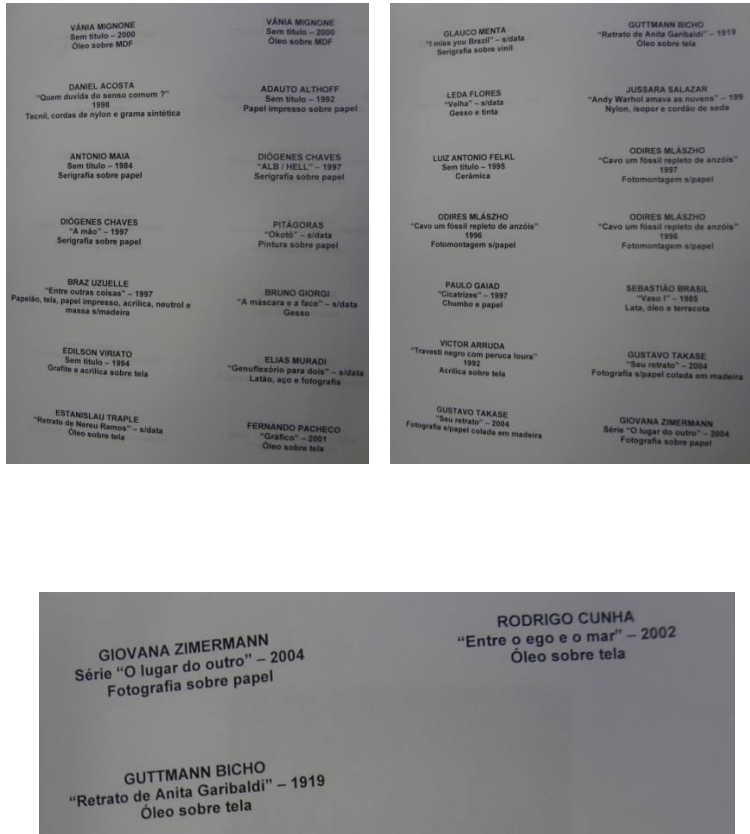 VÂNIA MIGNONE
Sem título – 2000
Óleo sobre MDF
VÂNIA MIGNONE
Sem título – 2000
Óleo sobre MDF
DANIEL ACOSTA
“Quem duvida do senso comum ?”
1998
Tecnil, cordas de nylon e grama sintética
ADAUTO ALTHOFF
Sem título – 1992
Papel impresso sobre papel
ANTONIO MAIA
Sem título – 1984
Serigrafia sobre papel
DIÓGENES CHAVES
“ALB / HELL” – 1997
Serigrafia sobre papel
DIÓGENES CHAVES
“A mão” – 1997
Serigrafia sobre papel
PITÁGORAS
“Okotô” – s/data
Pintura sobre papel
BRAZ UZUELLE
“Entre outras coisas” – 1997
Papelão, tela, papel impresso, acrílica, neutrol e
massa s/madeira
BRUNO GIORGI
“A máscara e a face” – s/data
Gesso
EDILSON VIRIATO
Sem título – 1994
Grafite e acrílica sobre tela
ELIAS MURADI
“Genuflexório para dois” – s/data
Latão, aço e fotografia
ESTANISLAU TRAPLE
“Retrato de Nereu Ramos” – s/data
Óleo sobre tela
FERNANDO PACHECO
“Gráfico” – 2001
Óleo sobre tela
GLAUCO MENTA
“I miss you Brazil” – s/data
Serigrafia sobre vinil
GUTTMANN BICHO
“Retrato de Anita Garibaldi” – 1919
Óleo sobre tela
LEDA FLORES
“Velha” – s/data
Gesso e tinta
JUSSARA SALAZAR
“Andy Warhol amava as nuvens” – 199
Nylon, isopor e cordão de seda
LUIZ ANTONIO FELKL
Sem título – 1995
Cerâmica
ODIRES MLÁSZHO
“Cavo um fóssil repleto de anzóis”
1997
Fotomontagem s/papel
ODIRES MLÁSZHO
“Cavo um fóssil repleto de anzóis”
1996
Fotomontagem s/papel
ODIRES MLÁSZHO
“Cavo um fóssil repleto de anzóis”
1996
Fotomontagem s/papel
PAULO GAIAD
“Cicatrizes” – 1997
Chumbo e papel
SEBASTIÃO BRASIL
“Vaso I” – 1985
Lata, óleo e terracota
VICTOR ARRUDA
“Travesti negro com peruca loura”
1992
Acrílica sobre tela
GUSTAVO TAKASE
“Seu retrato” – 2004
Fotografia s/papel colada em madeira
GUSTAVO TAKASE
“Seu retrato” – 2004
Fotografia s/papel colada em madeira
GIOVANA ZIMERMANN
Série “O lugar do outro” – 2004
Fotografia sobre papel
GIOVANA ZIMERMANN
Série “O lugar do outro” – 2004
Fotografia sobre papel
RODRIGO CUNHA
“Entre o ego e o mar” – 2002
Óleo sobre tela
GUTTMANN BICHO
“Retrato de Anita Garibaldi” – 1919
Óleo sobre tela